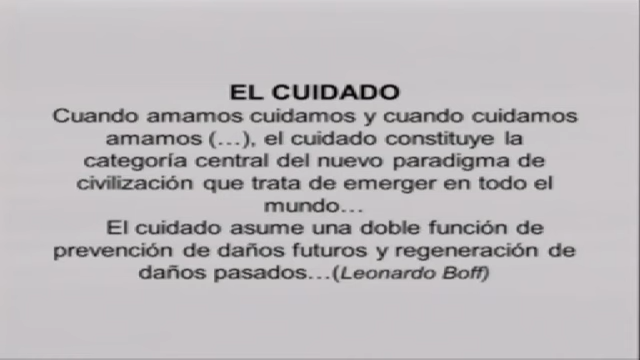 EL CUIDADO
Cuando amamos cuidamos y cuando cuidamos
amamos (...), el cuidado constituye la
categoría central del nuevo paradigma de
civilización que trata de emerger en todo el
mundo...
El cuidado asume una doble función de
prevención de daños futuros y regeneración de
daños pasados...(Leonardo Boff)